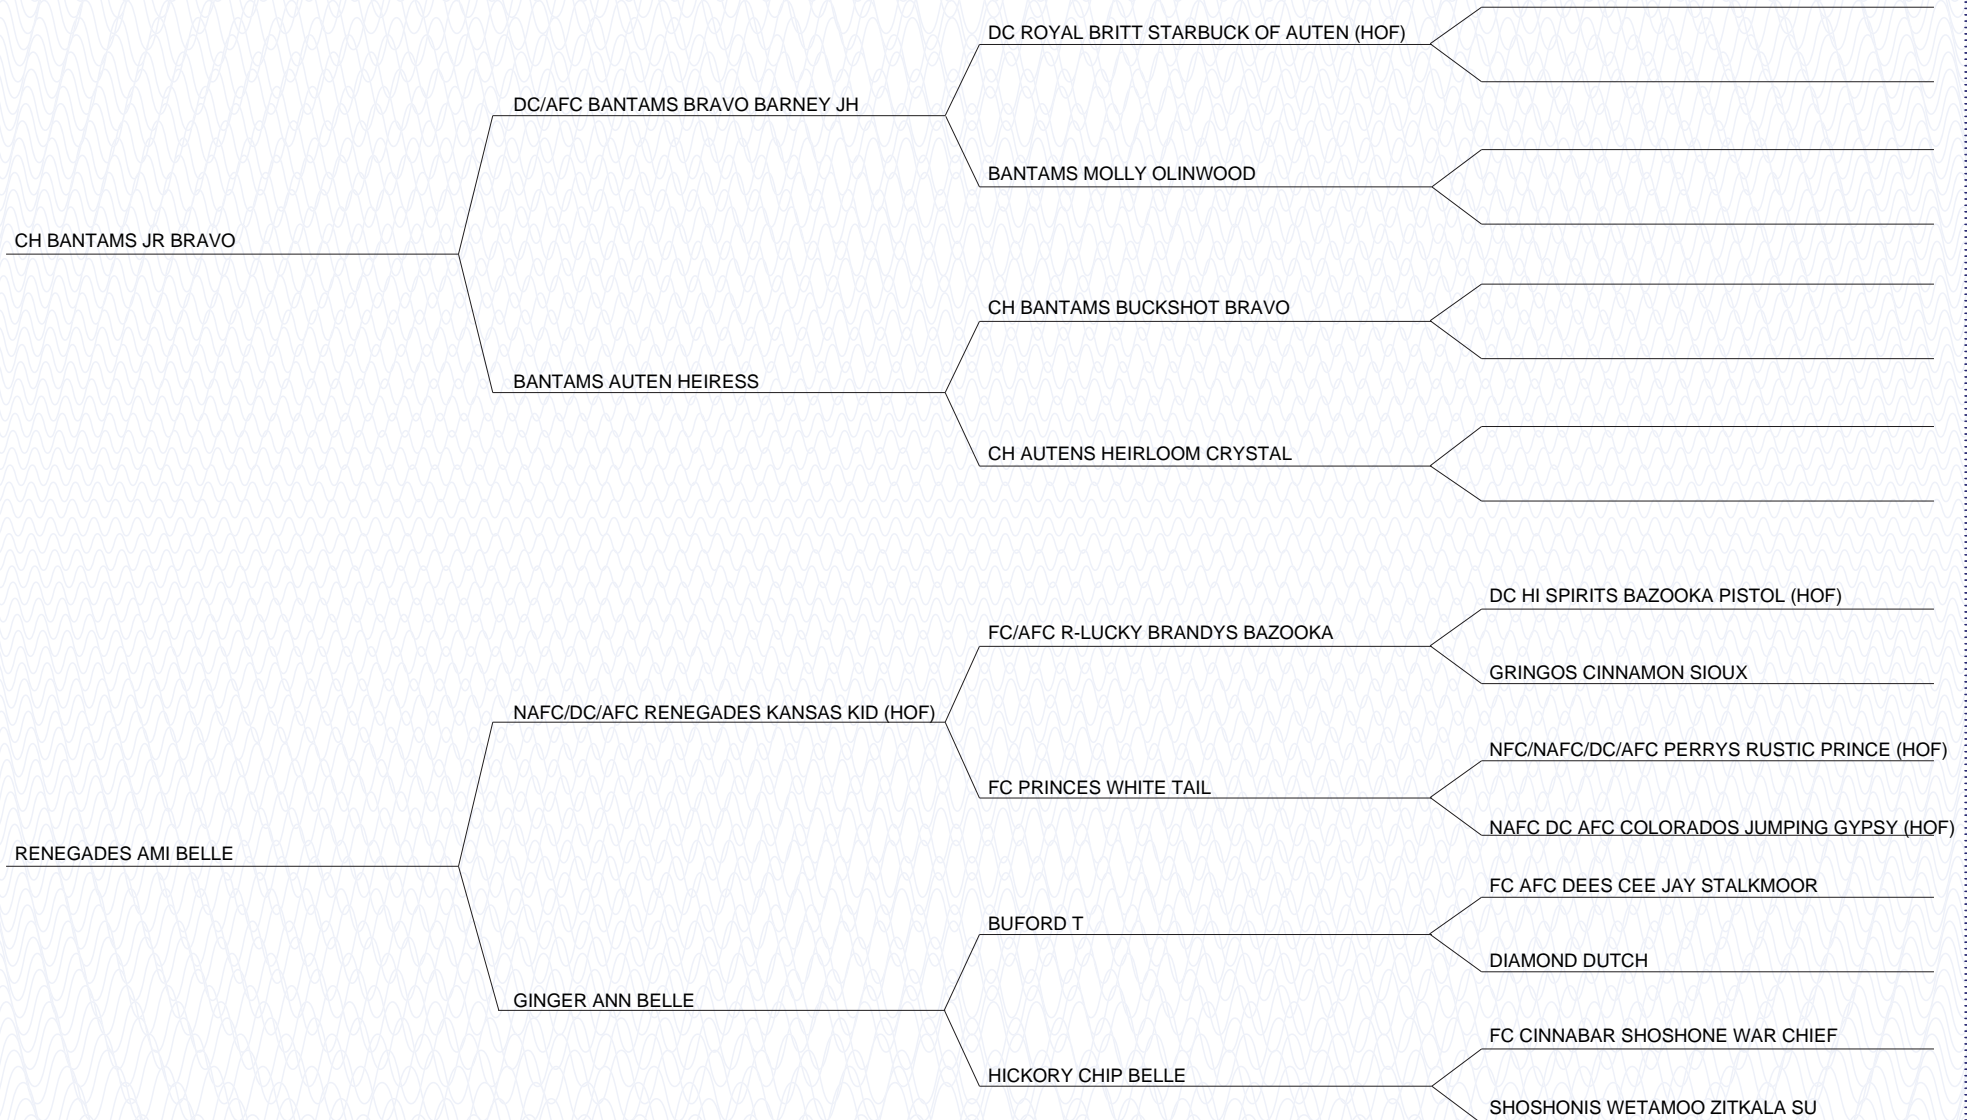 DC ROYAL BRITT STARBUCK OF AUTEN (HOF)
DC/AFC BANTAMS BRAVO BARNEY JH
BANTAMS MOLLY OLINWOOD
CH BANTAMS JR BRAVO
CH BANTAMS BUCKSHOT BRAVO
BANTAMS AUTEN HEIRESS
CH AUTENS HEIRLOOM CRYSTAL
DC HI SPIRITS BAZOOKA PISTOL (HOF)
FC/AFC R-LUCKY BRANDYS BAZOOKA
GRINGOS CINNAMON SIOUX
NAFC/DC/AFC RENEGADES KANSAS KID (HOF)
NFC/NAFC/DC/AFC PERRYS RUSTIC PRINCE (HOF)
FC PRINCES WHITE TAIL
NAFC DC AFC COLORADOS JUMPING GYPSY (HOF)
RENEGADES AMI BELLE
FC AFC DEES CEE JAY STALKMOOR
BUFORD T
DIAMOND DUTCH
GINGER ANN BELLE
FC CINNABAR SHOSHONE WAR CHIEF
HICKORY CHIP BELLE
SHOSHONIS WETAMOO ZITKALA SU